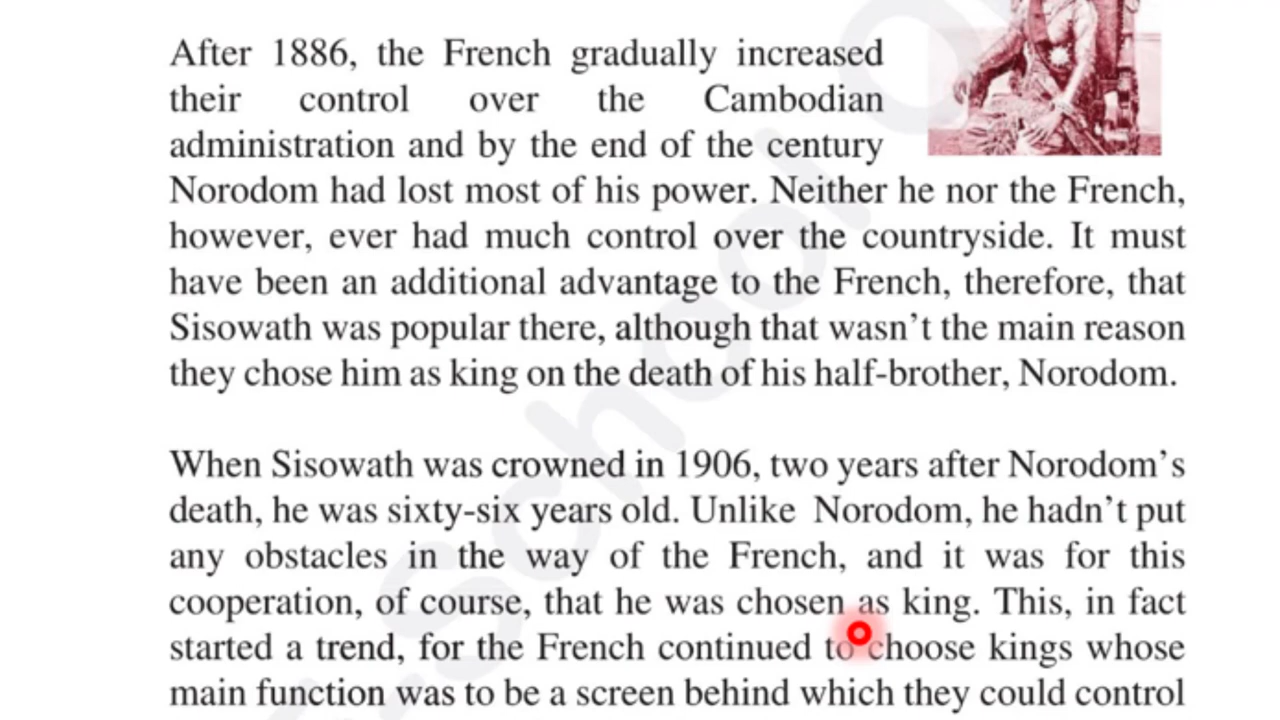 After 1886, the French gradually increased
their control over the Cambodian
administration and by the end of the century
Norodom had lost most of his power. Neither he nor the French,
however, ever had much control over the countryside. It must
have been an additional advantage to the French, therefore, that
Sisowath was popular there, although that wasn't the main reason
they chose him as king on the death of his half-brother, Norodom.
When Sisowath was crowned in 1906, two years after Norodom's
death, he was sixty-six years old. Unlike Norodom, he hadn't put
any obstacles in the way of the French, and it was for this
cooperation, of course, that he was chosen as king. This, in fact
started a trend, for the French continued to choose kings whose
main function was to be a screen behind which they could control
School